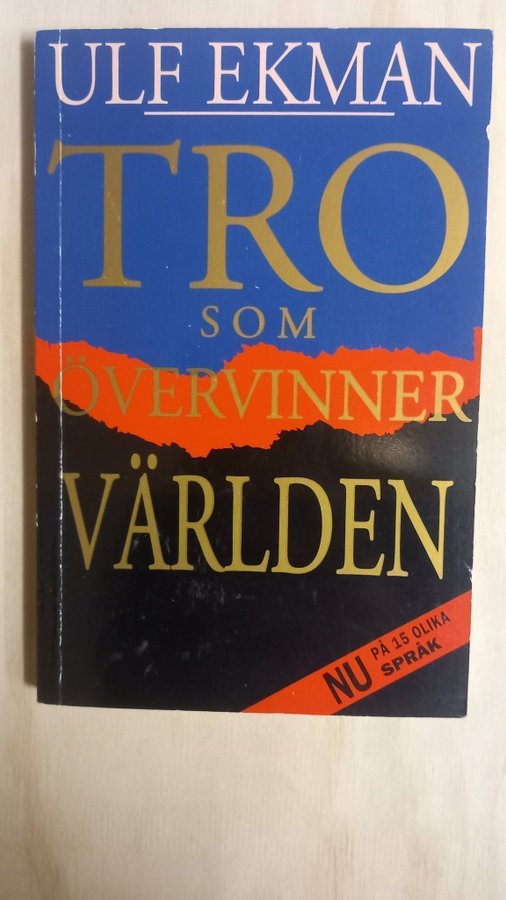 ULF EKMAN
TRO
SOM
ÖVERVINNER
VÄRLDEN
NU PÅ 15 OLIKA
SPRÅK